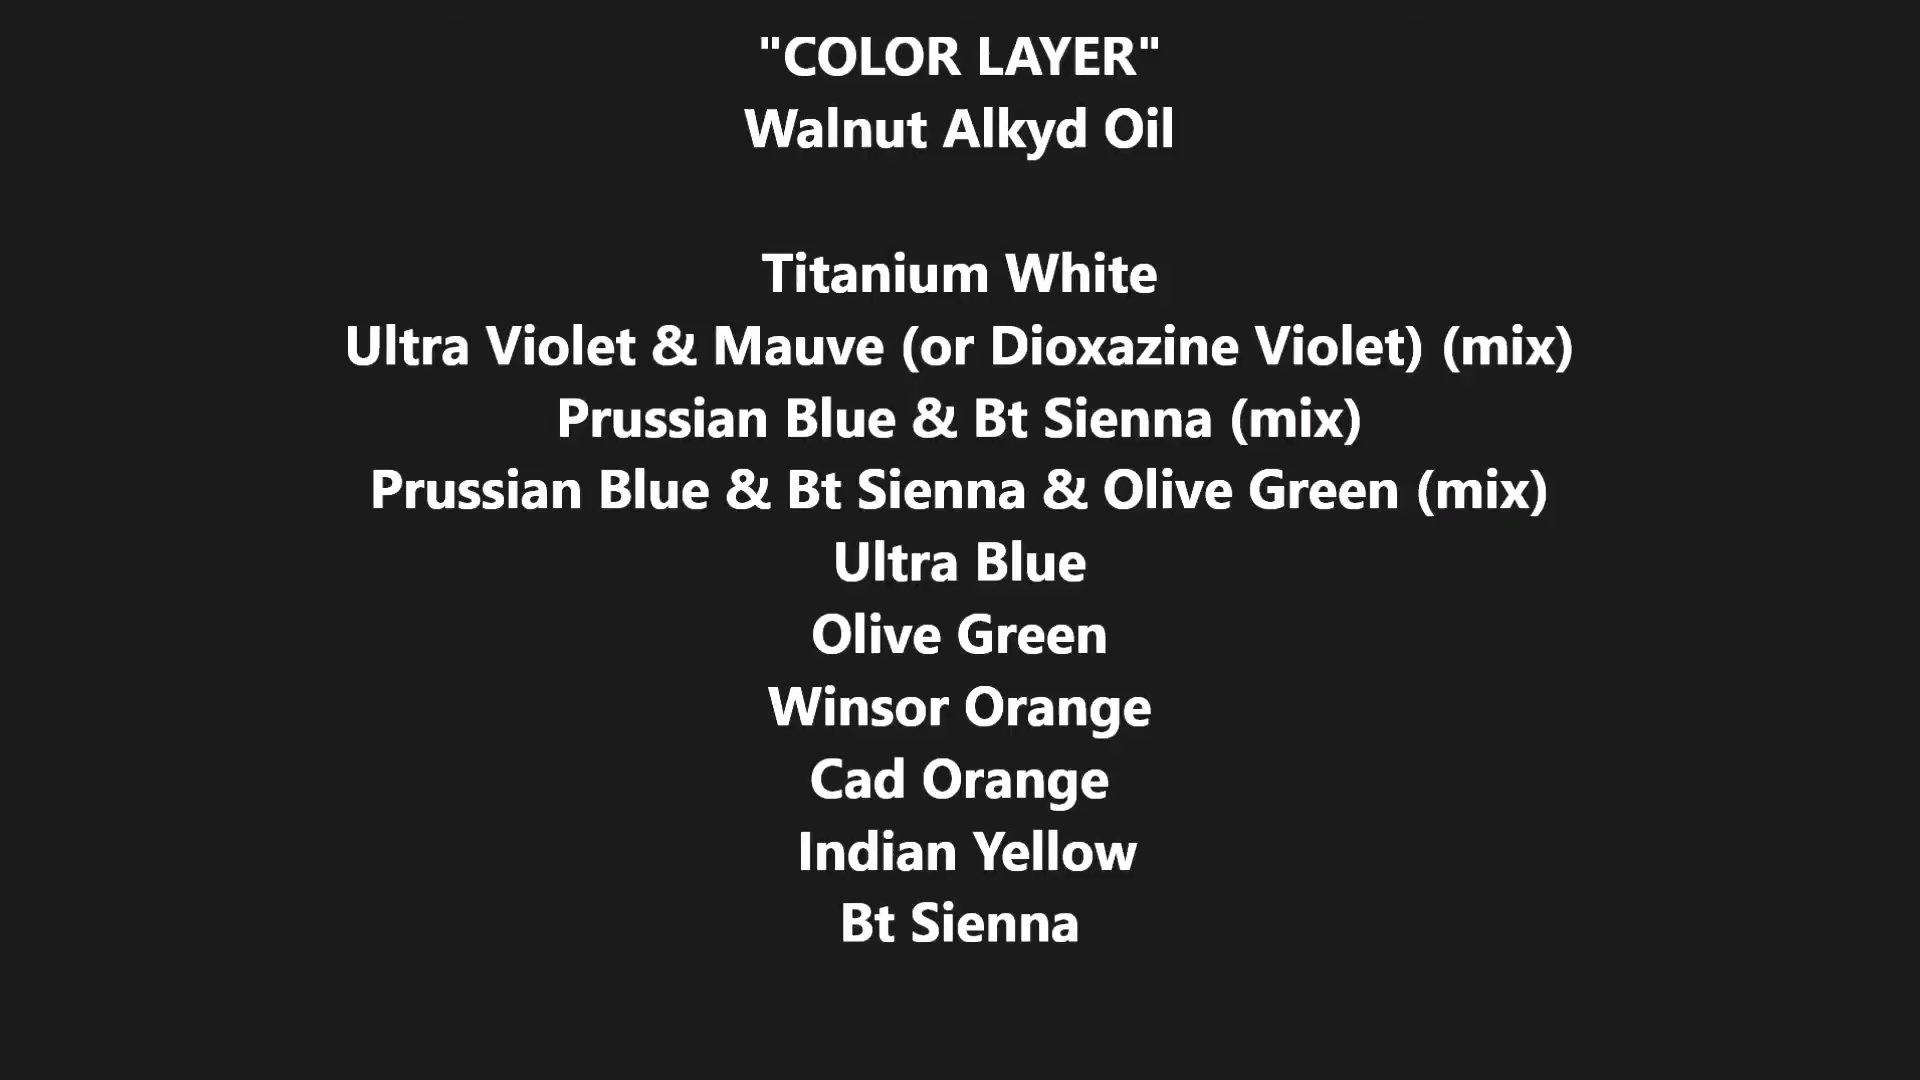 "COLOR LAYER"
Walnut Alkyd Oil
Titanium White
Ultra Violet & Mauve (or Dioxazine Violet) (mix)
Prussian Blue & Bt Sienna (mix)
Prussian Blue & Bt Sienna & Olive Green (mix)
Ultra Blue
Olive Green
Winsor Orange
Cad Orange
Indian Yellow
Bt Sienna